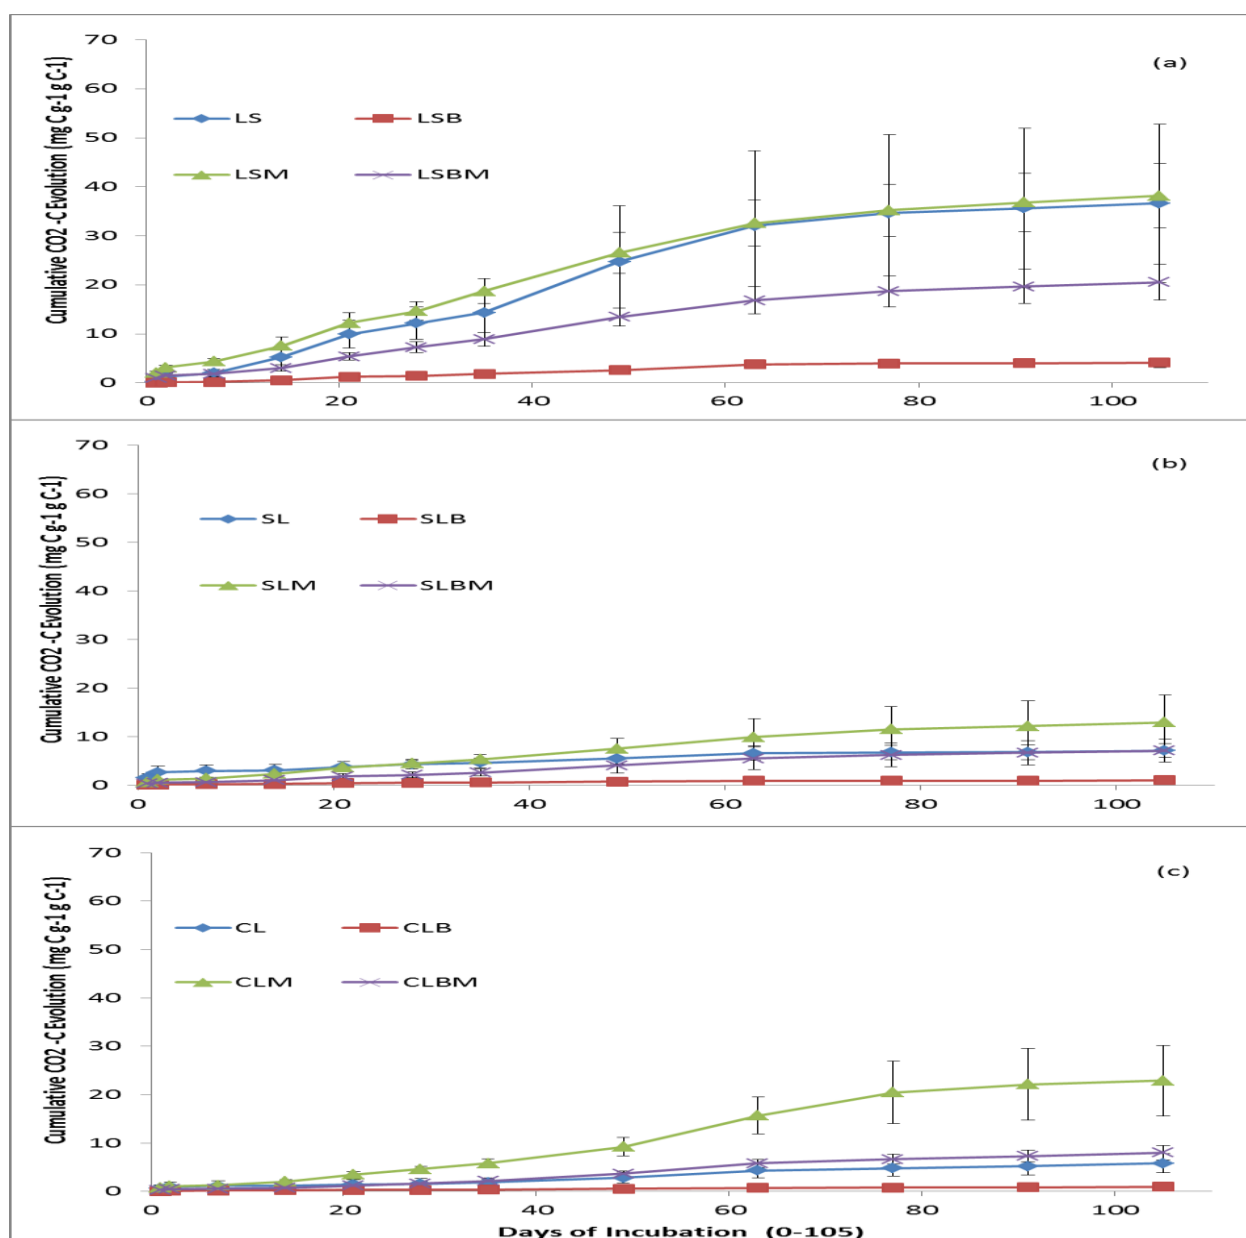 Cumulative CO2 -C Evolution (mg C g-1 g C-1)
70
60
50
40
30
20
10
0
(a)
LS
LSB
LSM
LSBM
0 20 40 60 80 100
Cumulative CO2 -C Evolution (mg C g-1 g C-1)
70
60
50
40
30
20
10
0
(b)
SL
SLB
SLM
SLBM
0 20 40 60 80 100
Cumulative CO2 -C Evolution (mg C g-1 g C-1)
70
60
50
40
30
20
10
0
(c)
CL
CLB
CLM
CLBM
0 20 40 60 80 100
Days of Incubation (0-105)